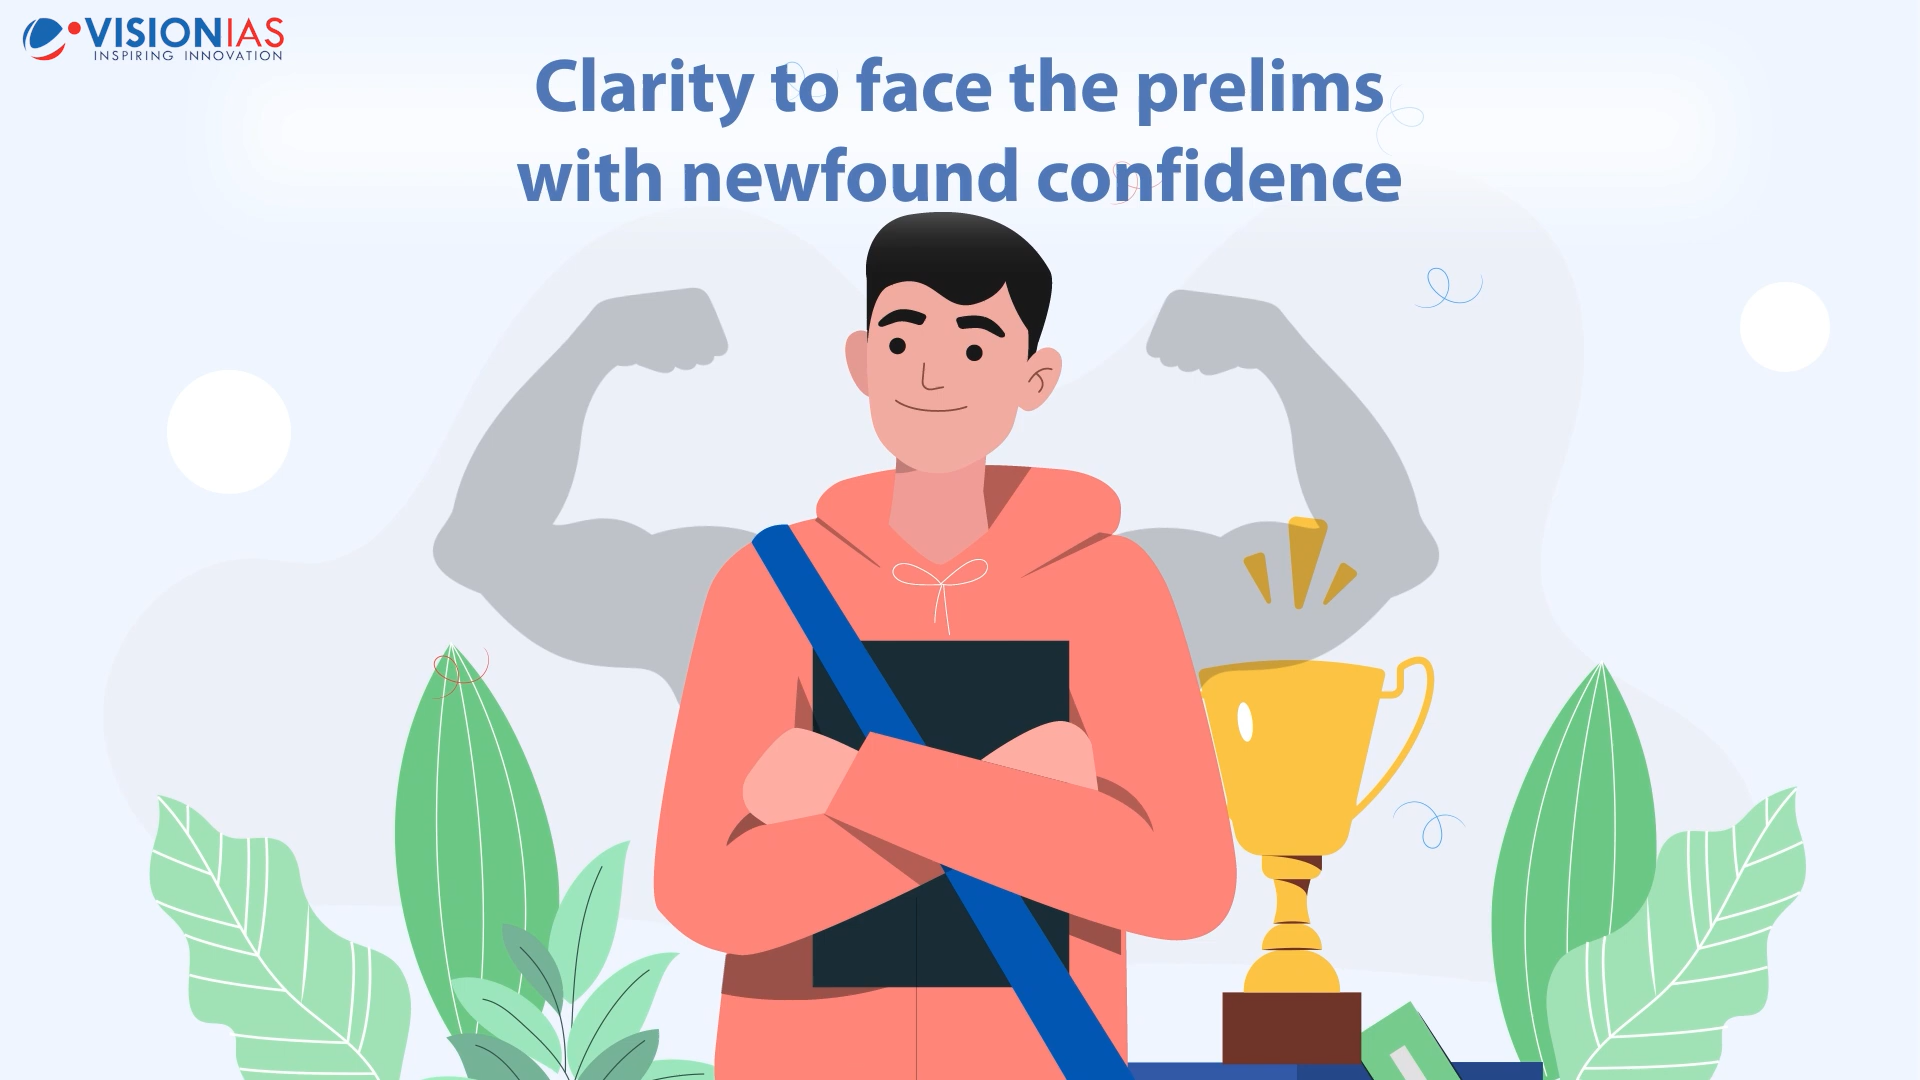 VISIONIAS
INSPIRING INNOVATION
Clarity to face the prelims
with newfound confidence